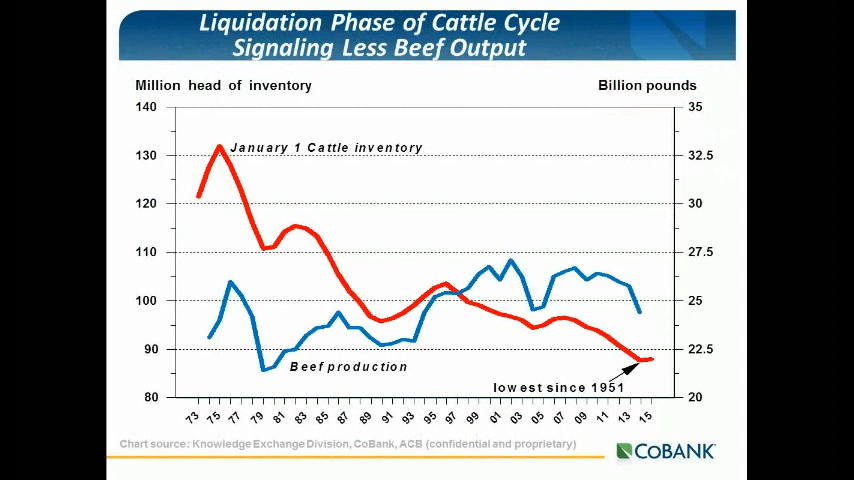 Liquidation Phase of Cattle Cycle
Signaling Less Beef Output
Million head of inventory
Billion pounds
140
130
120
110
100
90
80
35
32.5
30
27.5
25
22.5
20
January 1 Cattle inventory
Beef production
lowest since 1951
73 75 77 79 81 83 85 87 89 91 93 95 97 99 01 03 05 07 09 11 13 15
Chart source: Knowledge Exchange Division, CoBank, ACB (confidential and proprietary)
COBANK